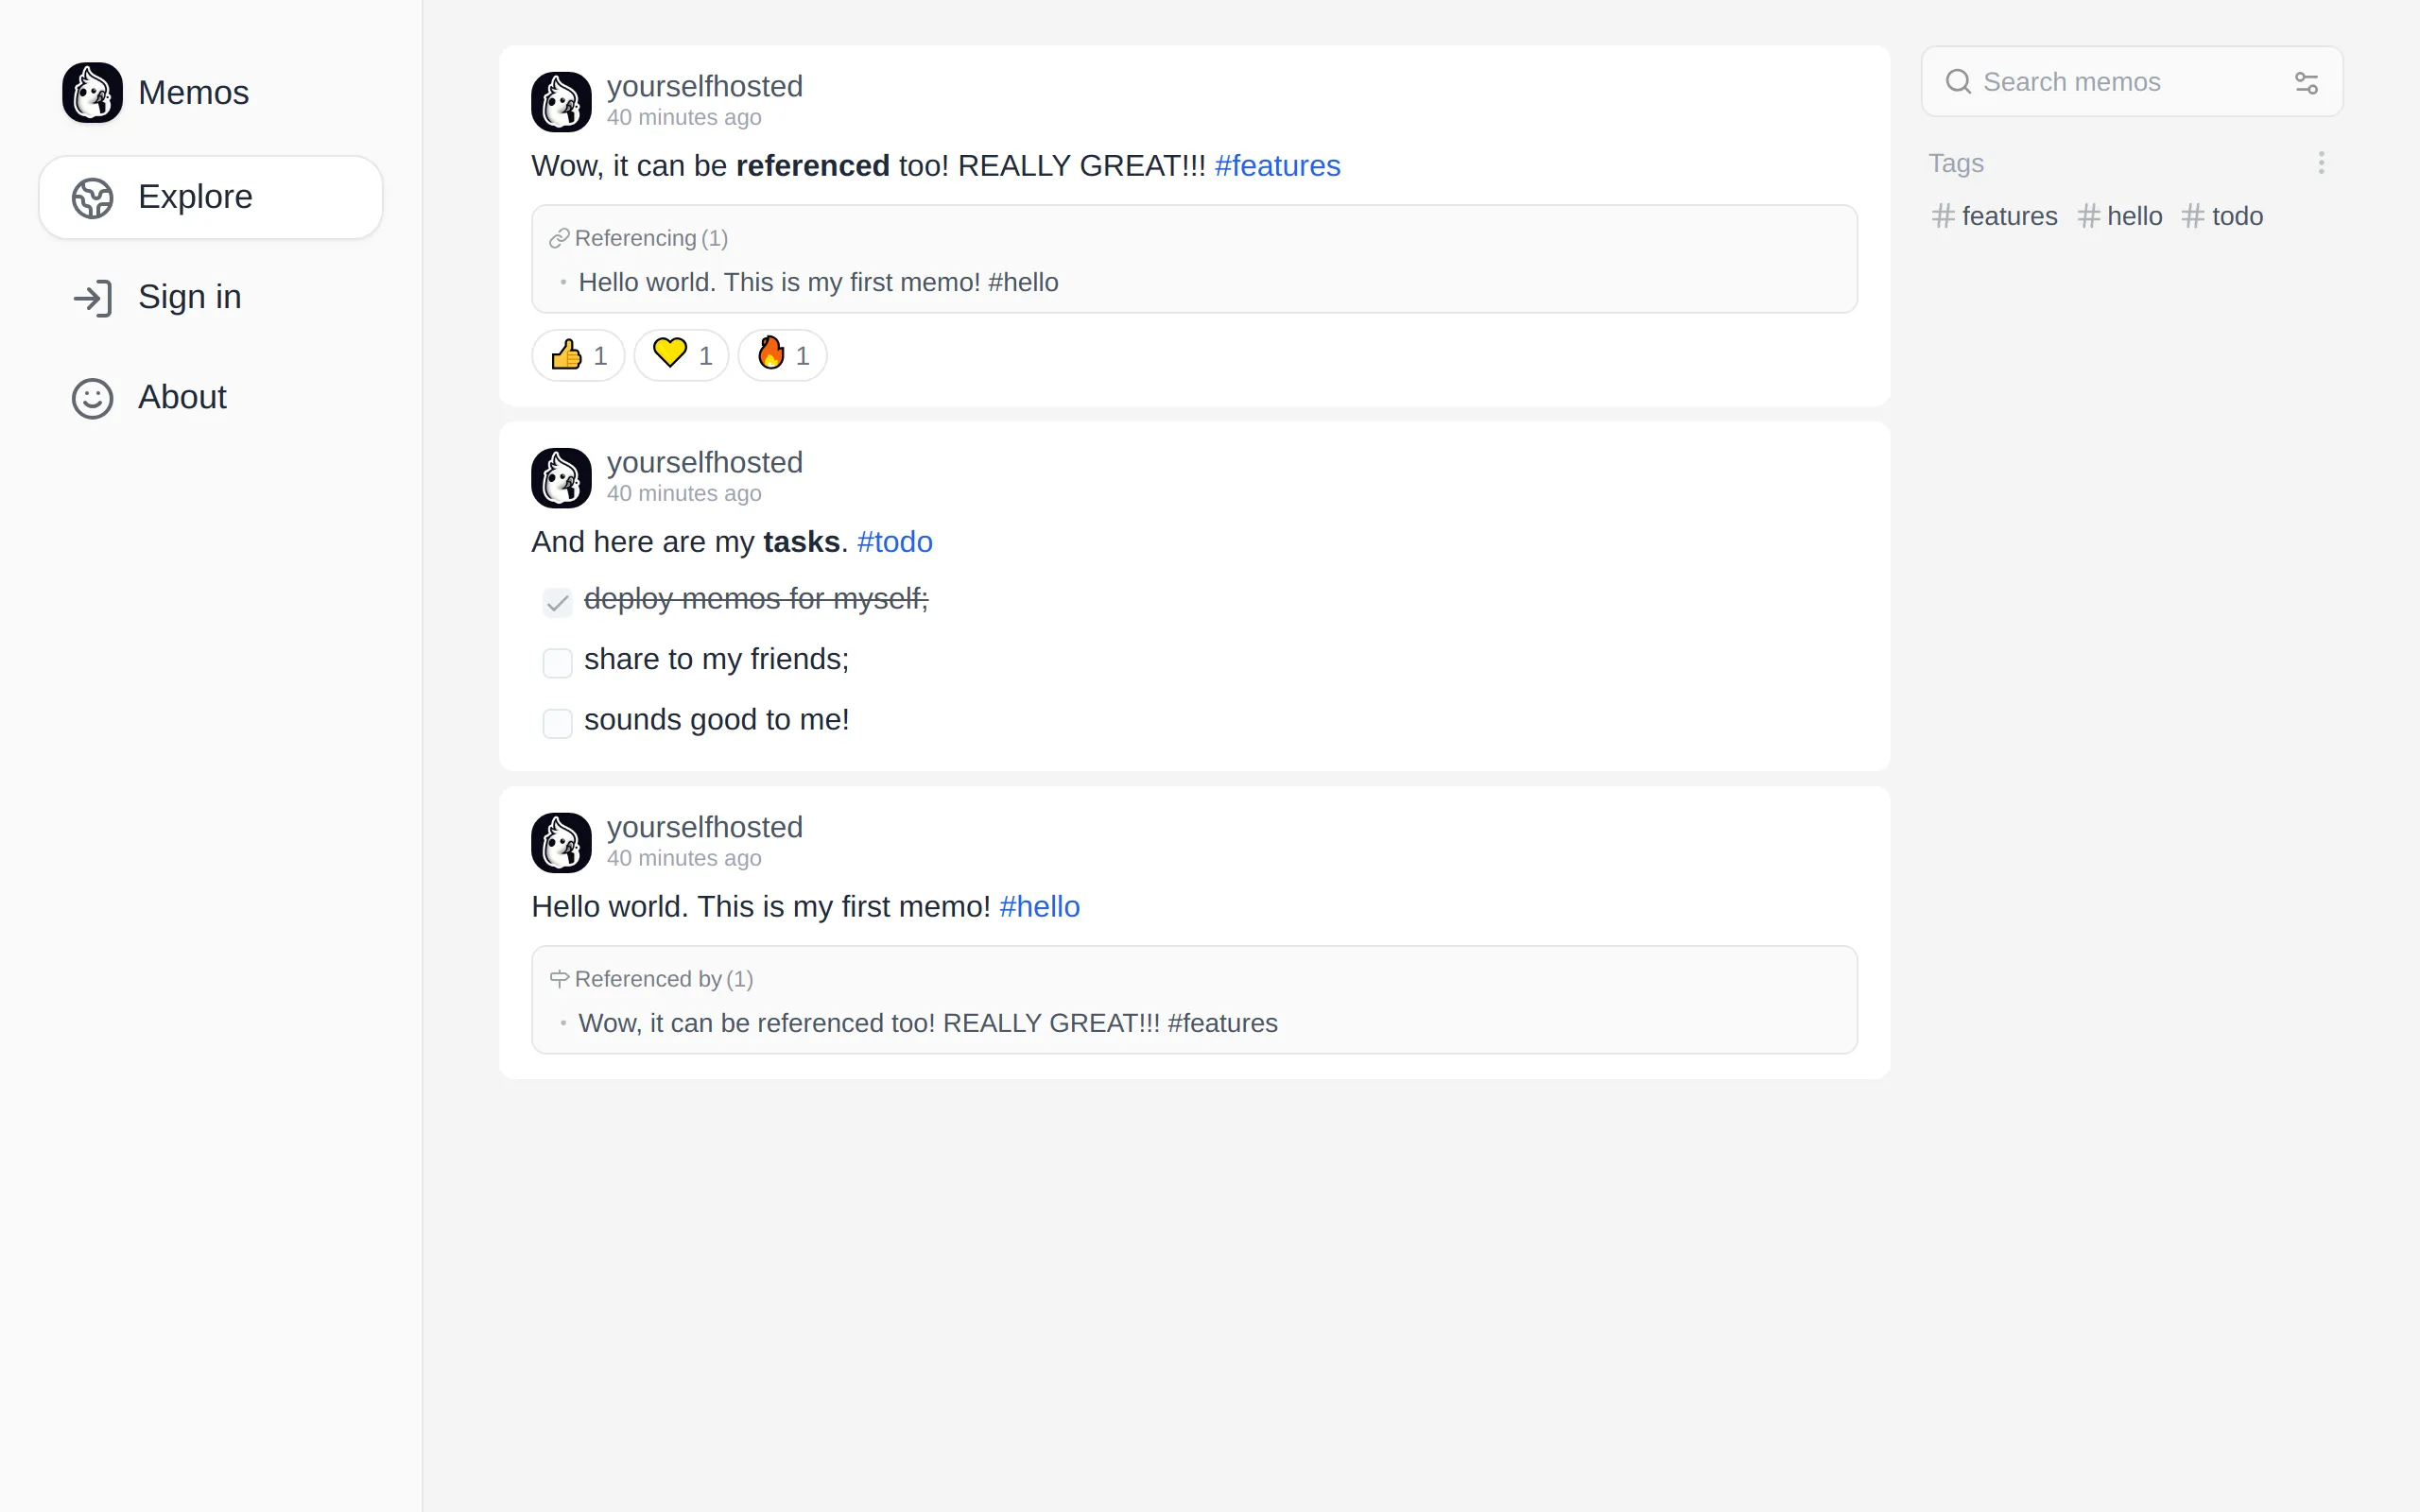 Memos
Explore
Sign in
About
yourselfhosted
40 minutes ago
Wow, it can be referenced too! REALLY GREAT!!! #features
Referencing (1)
• Hello world. This is my first memo! #hello
👍 1 💛 1 🔥 1
yourselfhosted
40 minutes ago
And here are my tasks. #todo
deploy memos for myself;
share to my friends;
sounds good to me!
yourselfhosted
40 minutes ago
Hello world. This is my first memo! #hello
Referenced by (1)
• Wow, it can be referenced too! REALLY GREAT!!! #features
Search memos
Tags
# features # hello # todo